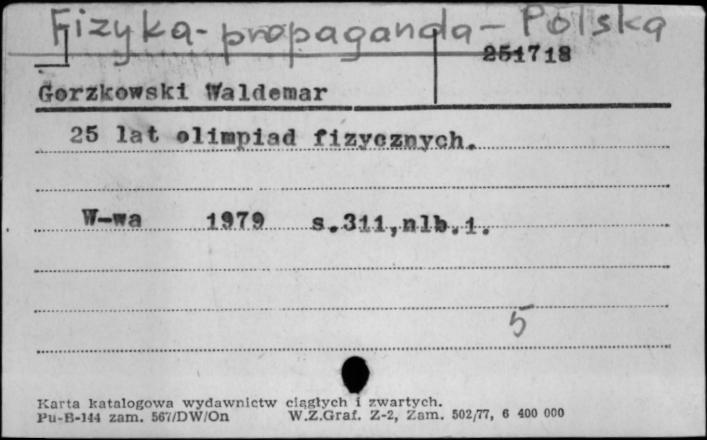 Fizyka - propaganda - Polska
251718
Gorzkowski Waldemar
25 lat olimpiad fizycznych.
W-wa 1979 s.311,nlb.1.
5
Karta katalogowa wydawnictw ciągłych i zwartych.
Pu-B-144 zam. 567/DW/On W.Z.Graf. Z-2, Zam. 502/77, 6 400 000